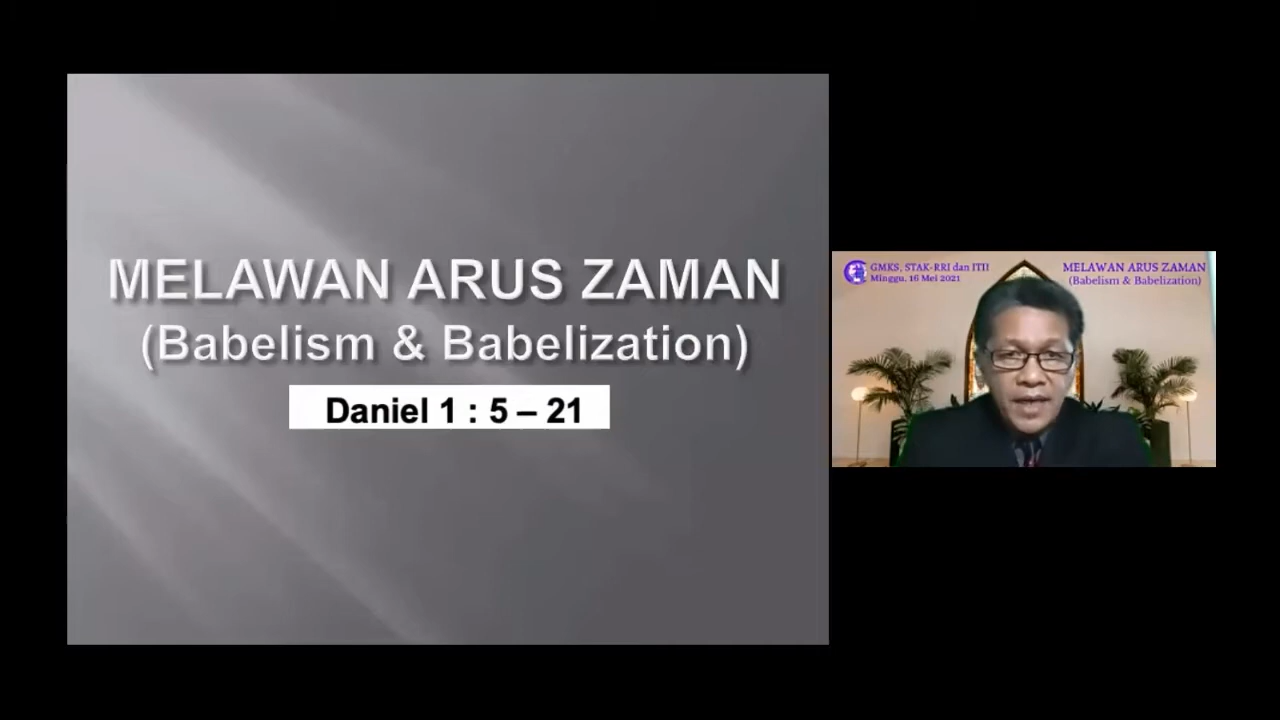 MELAWAN ARUS ZAMAN
(Babelism & Babelization)
Daniel 1 : 5 – 21
GMKS, STAK-RRI dan ITI!
Minggu, 16 Mei 2021
MELAWAN ARUS ZAMAN
(Babelism & Babelization)